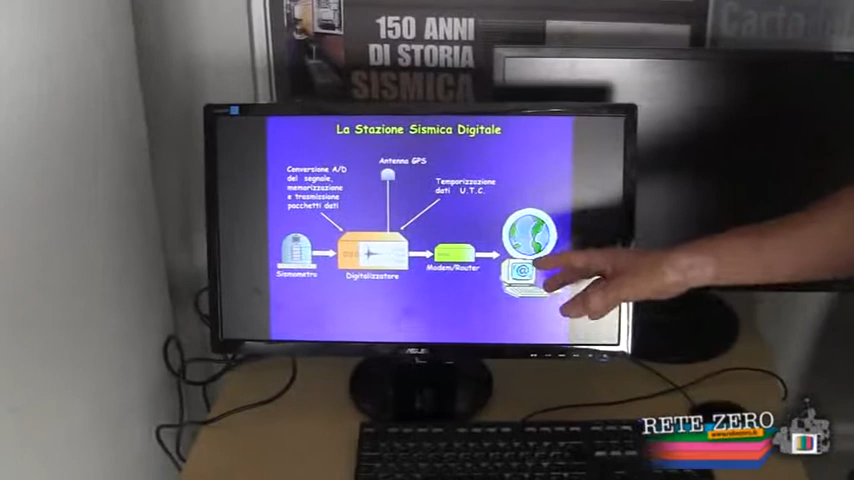 150 ANNI
DI STORIA
SISMICA
La Stazione Sismica Digitale
Conversione A/D
del segnale,
memorizzazione
e trasmissione
pacchetti dati
Antenna GPS
Temporizzazione
dati U.T.C.
Sismometro
Digitalizzatore
Modem/Router
@
ASUS
RETE ZERO